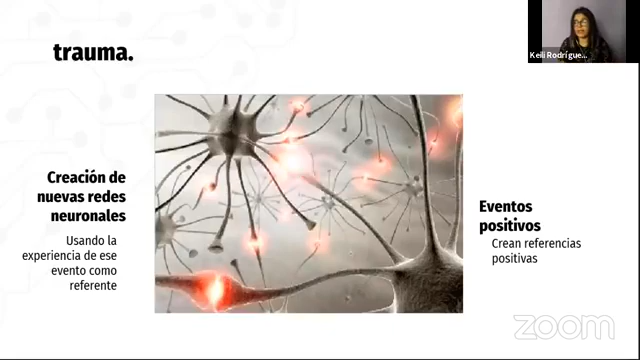 trauma.
Keili Rodrígue...
Creación de
nuevas redes
neuronales
Usando la
experiencia de ese
evento como
referente
Eventos
positivos
Crean referencias
positivas
zoom